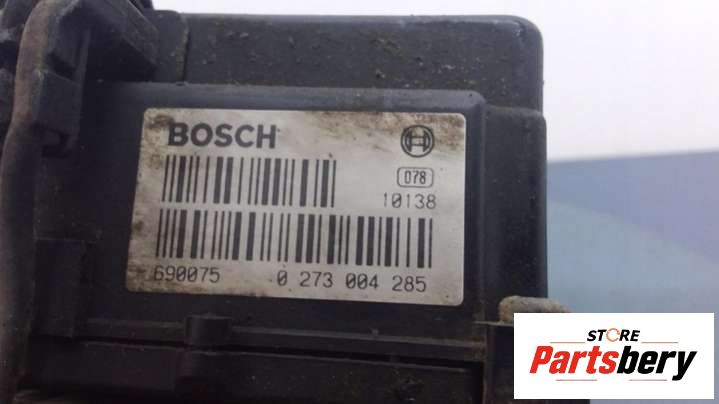 BOSCH
078
10138
690075 0 273 004 285
STORE
Partsbery